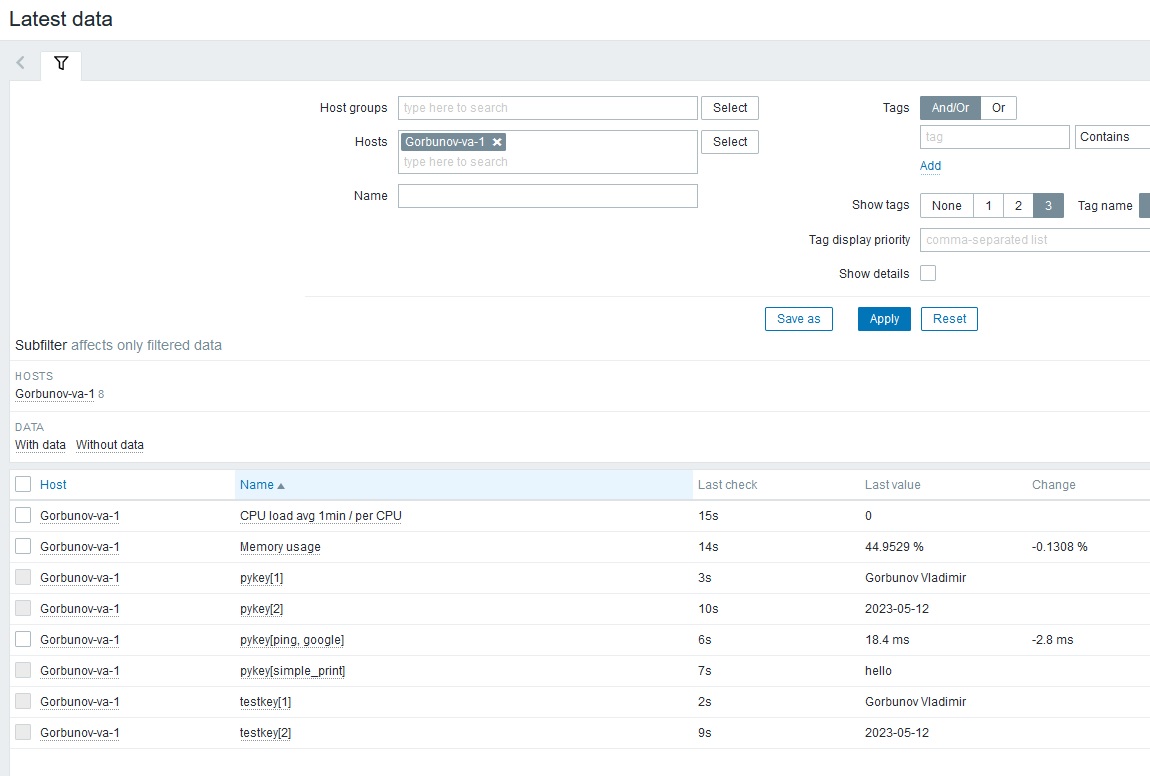 Latest data
Host groups type here to search Select Tags And/Or Or
Hosts Gorbunov-va-1 Select tag Contains
type here to search
Add
Name
Show tags None 1 2 3 Tag name
Tag display priority comma-separated list
Show details
Save as Apply Reset
Subfilter affects only filtered data
HOSTS
Gorbunov-va-1 8
DATA
With data Without data
Host Name Last check Last value Change
Gorbunov-va-1 CPU load avg 1min / per CPU 15s 0
Gorbunov-va-1 Memory usage 14s 44.9529 % -0.1308 %
Gorbunov-va-1 pykey[1] 3s Gorbunov Vladimir
Gorbunov-va-1 pykey[2] 10s 2023-05-12
Gorbunov-va-1 pykey[ping, google] 6s 18.4 ms -2.8 ms
Gorbunov-va-1 pykey[simple_print] 7s hello
Gorbunov-va-1 testkey[1] 2s Gorbunov Vladimir
Gorbunov-va-1 testkey[2] 9s 2023-05-12